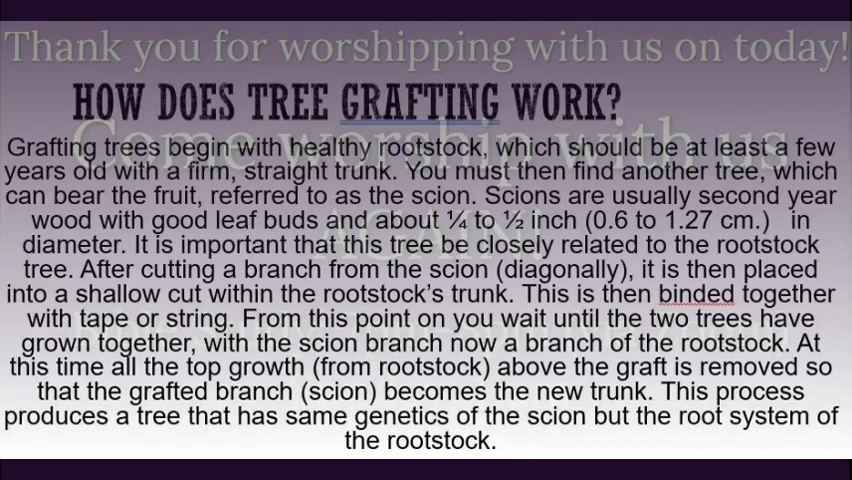 Thank you for worshipping with us on today!
HOW DOES TREE GRAFTING WORK?
Come worship with us
AGAIN!
Grafting trees begin with healthy rootstock, which should be at least a few
years old with a firm, straight trunk. You must then find another tree, which
can bear the fruit, referred to as the scion. Scions are usually second year
wood with good leaf buds and about ¼ to ½ inch (0.6 to 1.27 cm.) in
diameter. It is important that this tree be closely related to the rootstock
tree. After cutting a branch from the scion (diagonally), it is then placed
into a shallow cut within the rootstock’s trunk. This is then binded together
with tape or string. From this point on you wait until the two trees have
grown together, with the scion branch now a branch of the rootstock. At
this time all the top growth (from rootstock) above the graft is removed so
that the grafted branch (scion) becomes the new trunk. This process
produces a tree that has same genetics of the scion but the root system of
the rootstock.